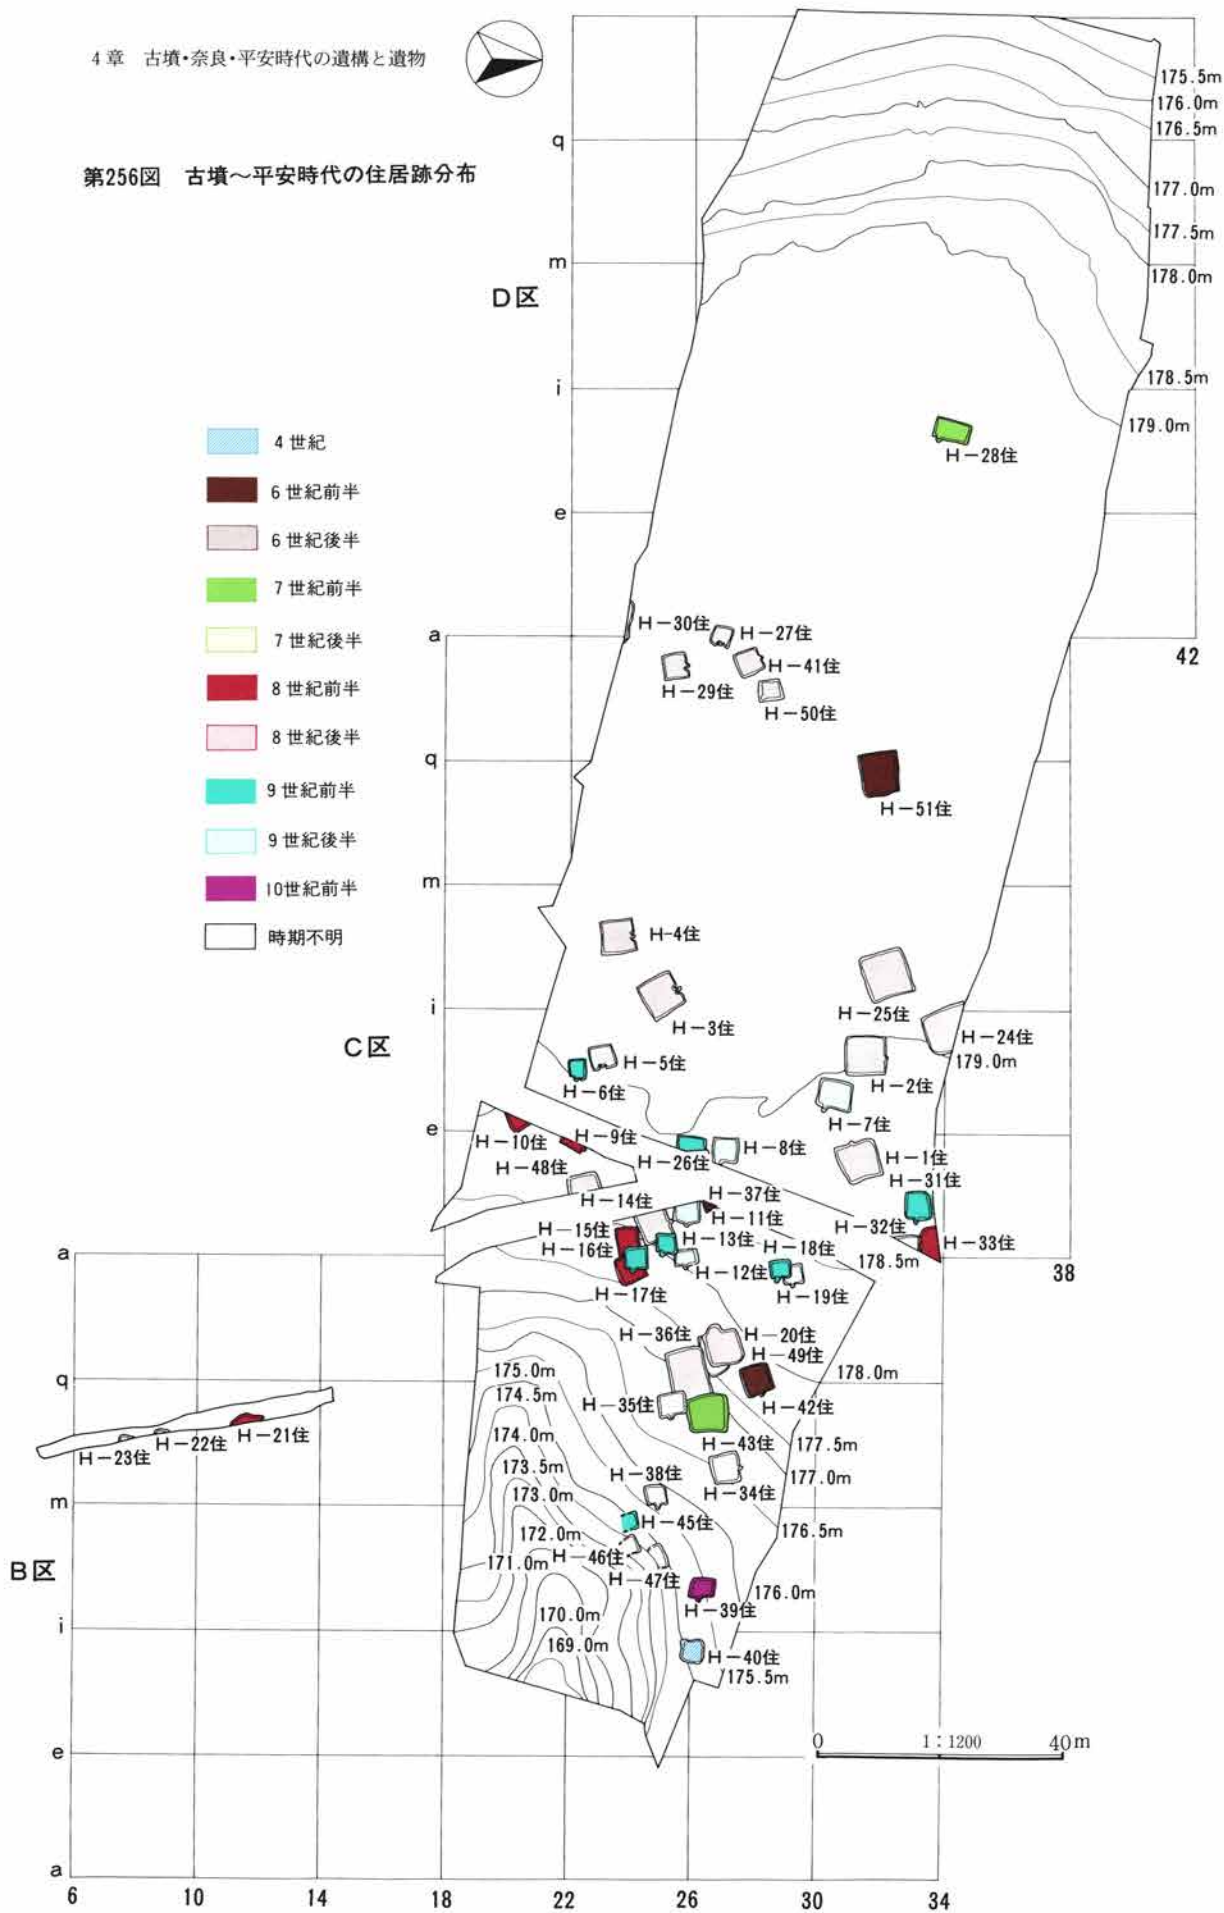 4章　古墳・奈良・平安時代の遺構と遺物
第256図　古墳～平安時代の住居跡分布
4世紀
6世紀前半
6世紀後半
7世紀前半
7世紀後半
8世紀前半
8世紀後半
9世紀前半
9世紀後半
10世紀前半
時期不明
175.5m
176.0m
176.5m
q
177.0m
177.5m
m
178.0m
D区
i
178.5m
179.0m
H-28住
e
a
H-30住
H-27住
42
H-29住
H-41住
H-50住
q
H-51住
m
H-4住
i
H-25住
H-3住
H-24住
C区
H-5住
179.0m
H-2住
H-6住
H-7住
e
H-10住
H-9住
H-26住
H-8住
H-1住
H-48住
H-31住
H-14住
H-37住
H-11住
H-32住
H-15住
H-13住
H-33住
H-16住
H-18住
178.5m
a
H-12住
38
H-17住
H-19住
H-36住
H-20住
H-49住
q
175.0m
178.0m
174.5m
H-35住
H-42住
H-21住
H-22住
H-23住
174.0m
H-43住
177.5m
173.5m
H-38住
177.0m
173.0m
H-34住
m
H-45住
176.5m
172.0m
B区
171.0m
H-46住
H-47住
176.0m
170.0m
H-39住
i
169.0m
H-40住
175.5m
e
0
1：1200
40m
a
6
10
14
18
22
26
30
34